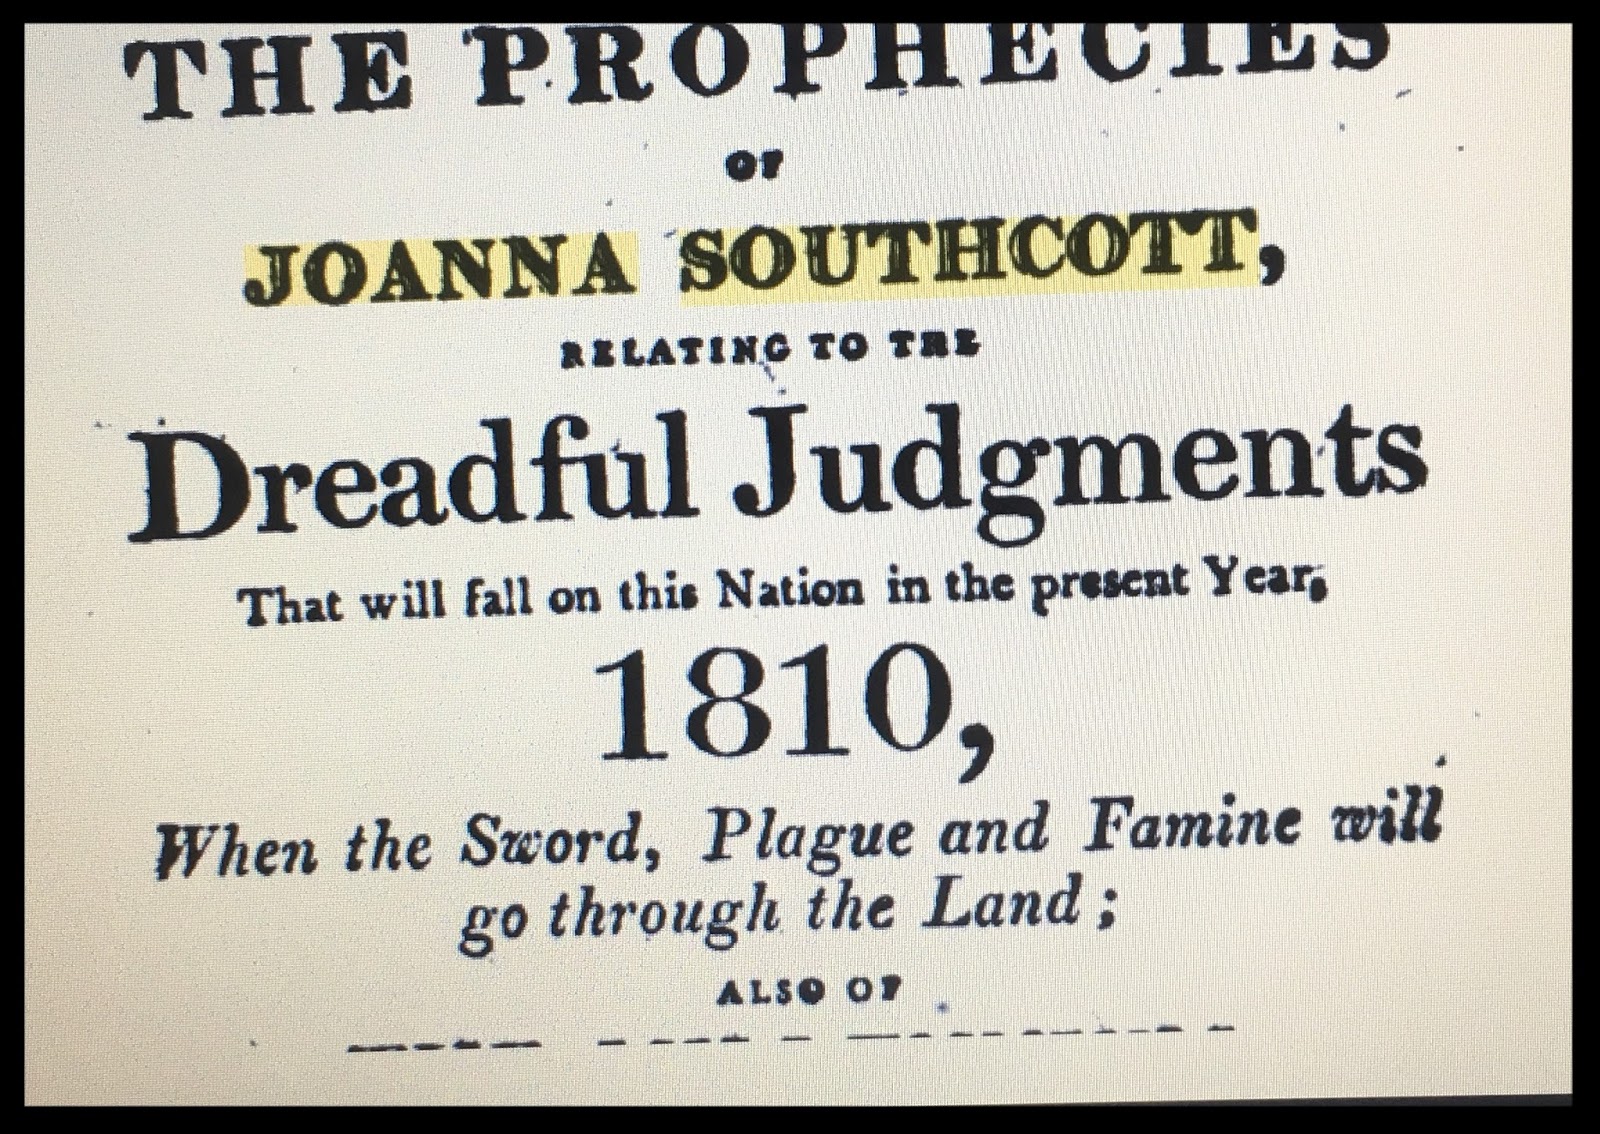 THE PROPHECIES
OF
JOANNA SOUTHCOTT,
RELATING TO THE
Dreadful Judgments
That will fall on this Nation in the present Year,
1810,
When the Sword, Plague and Famine will
go through the Land;
ALSO OF